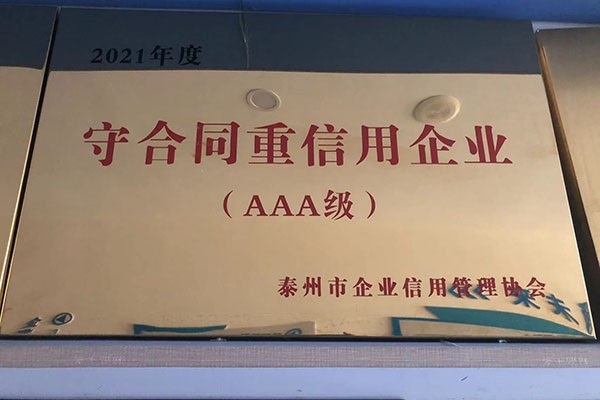 2021年度
守合同重信用企业
（AAA级）
泰州市企业信用管理协会